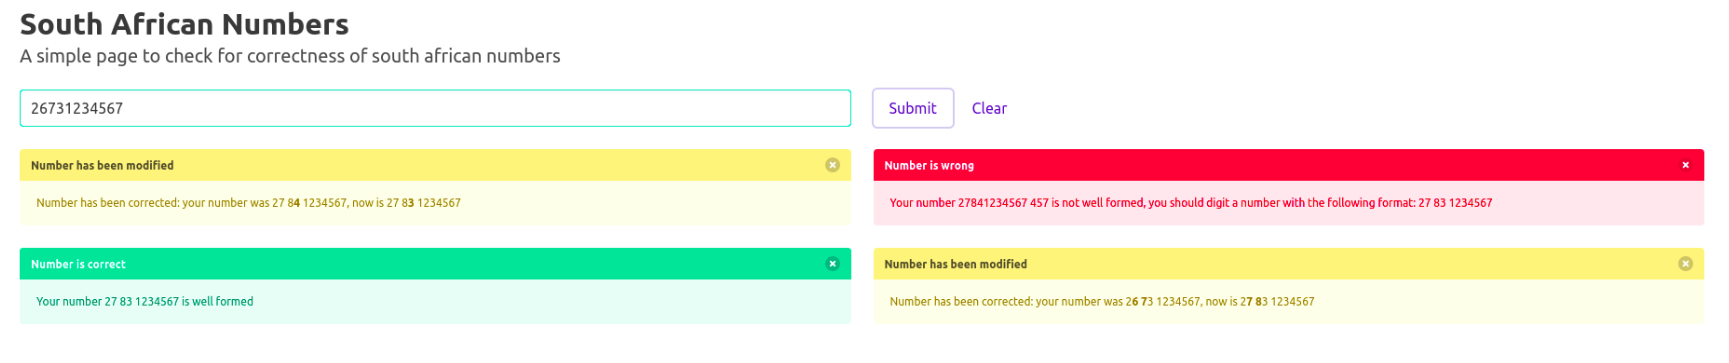 South African Numbers
A simple page to check for correctness of south african numbers
26731234567
Submit
Clear
Number has been modified
Number has been corrected: your number was 27 84 1234567, now is 27 83 1234567
Number is wrong
Your number 27841234567 457 is not well formed, you should digit a number with the following format: 27 83 1234567
Number is correct
Your number 27 83 1234567 is well formed
Number has been modified
Number has been corrected: your number was 26 73 1234567, now is 27 83 1234567